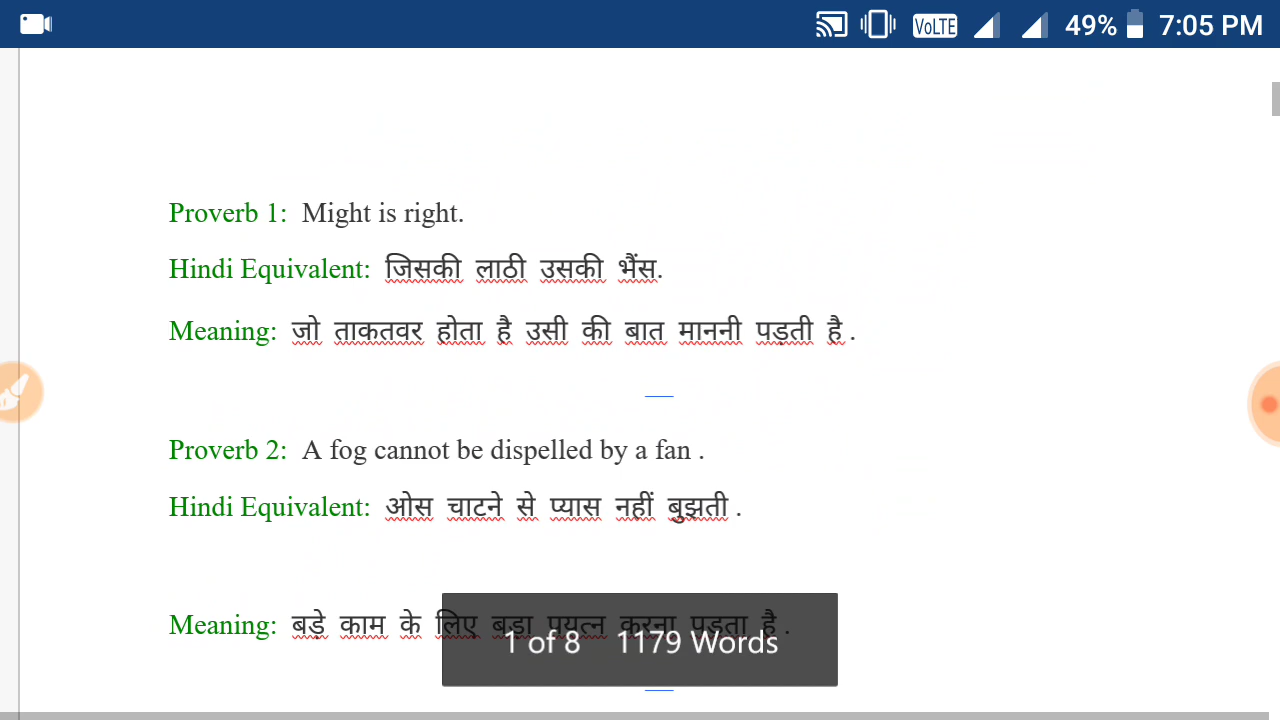 VoLTE 49% 7:05 PM
Proverb 1: Might is right.
Hindi Equivalent: जिसकी लाठी उसकी भैंस.
Meaning: जो ताकतवर होता है उसी की बात माननी पड़ती है .
Proverb 2: A fog cannot be dispelled by a fan .
Hindi Equivalent: ओस चाटने से प्यास नहीं बुझती .
Meaning: बड़े काम के लिए बड़ा प्रयत्न करना पड़ता है .
1 of 8 1179 Words